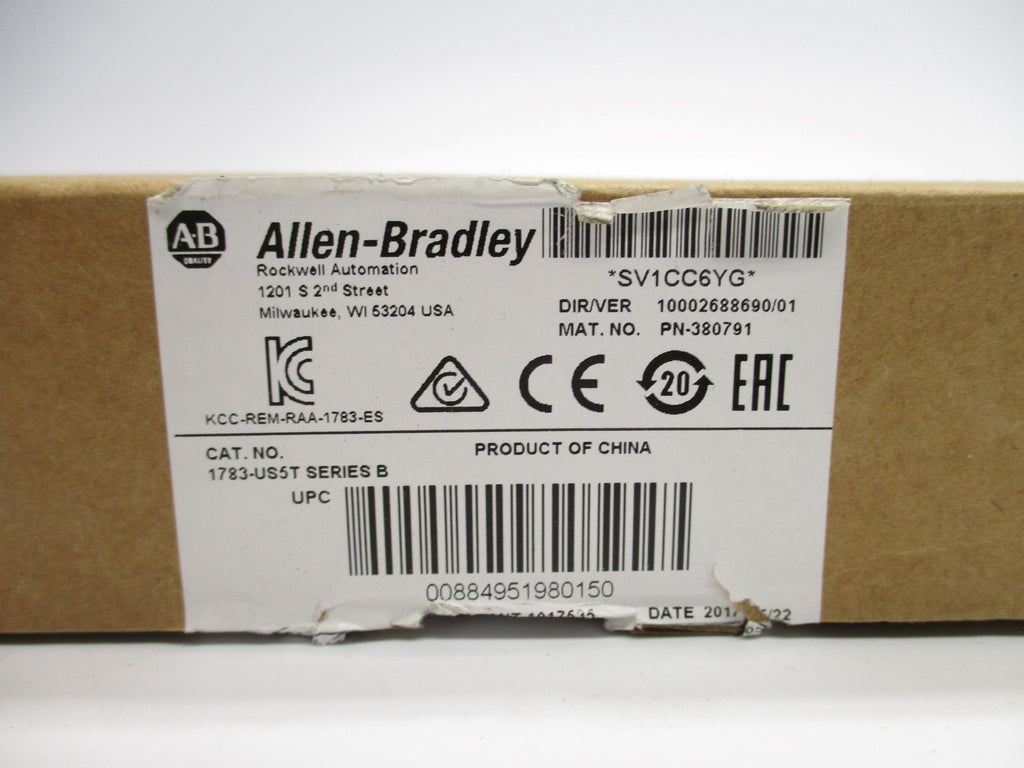 A·B
QUALITY
Allen-Bradley
Rockwell Automation
1201 S 2nd Street
Milwaukee, WI 53204 USA
*SV1CC6YG*
DIR/VER 10002688690/01
MAT. NO. PN-380791
KC
KCC-REM-RAA-1783-ES
CE
20
EAC
CAT. NO.
1783-US5T SERIES B
PRODUCT OF CHINA
UPC
00884951980150
DATE